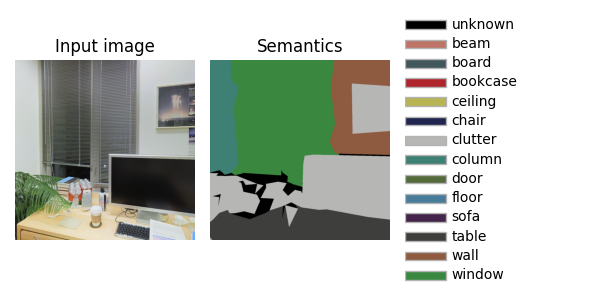 Input image
Semantics
unknown
beam
board
bookcase
ceiling
chair
clutter
column
door
floor
sofa
table
wall
window